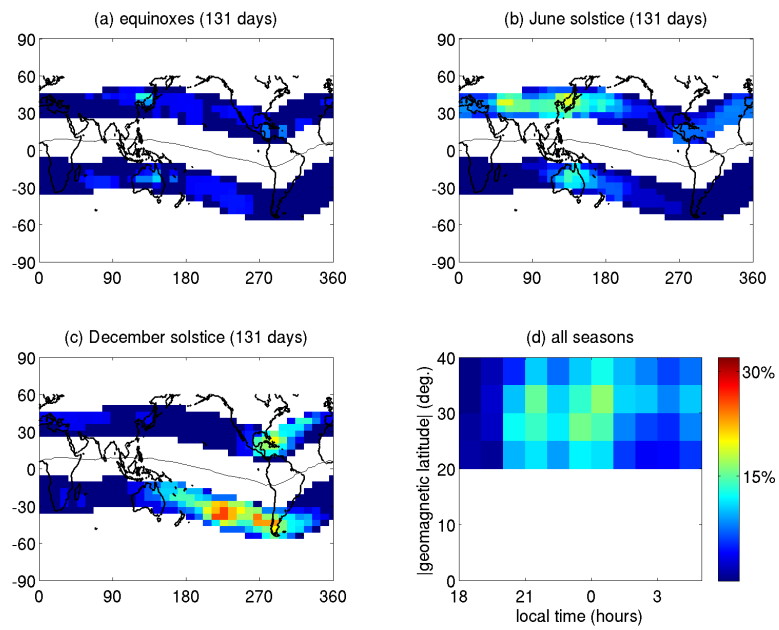 (a) equinoxes (131 days)
(b) June solstice (131 days)
90
60
30
0
-30
-60
-90
0 90 180 270 360
90
60
30
0
-30
-60
-90
0 90 180 270 360
(c) December solstice (131 days)
(d) all seasons
90
60
30
0
-30
-60
-90
0 90 180 270 360
|geomagnetic latitude| (deg.)
40
30
20
10
0
18 21 0 3
local time (hours)
30%
15%